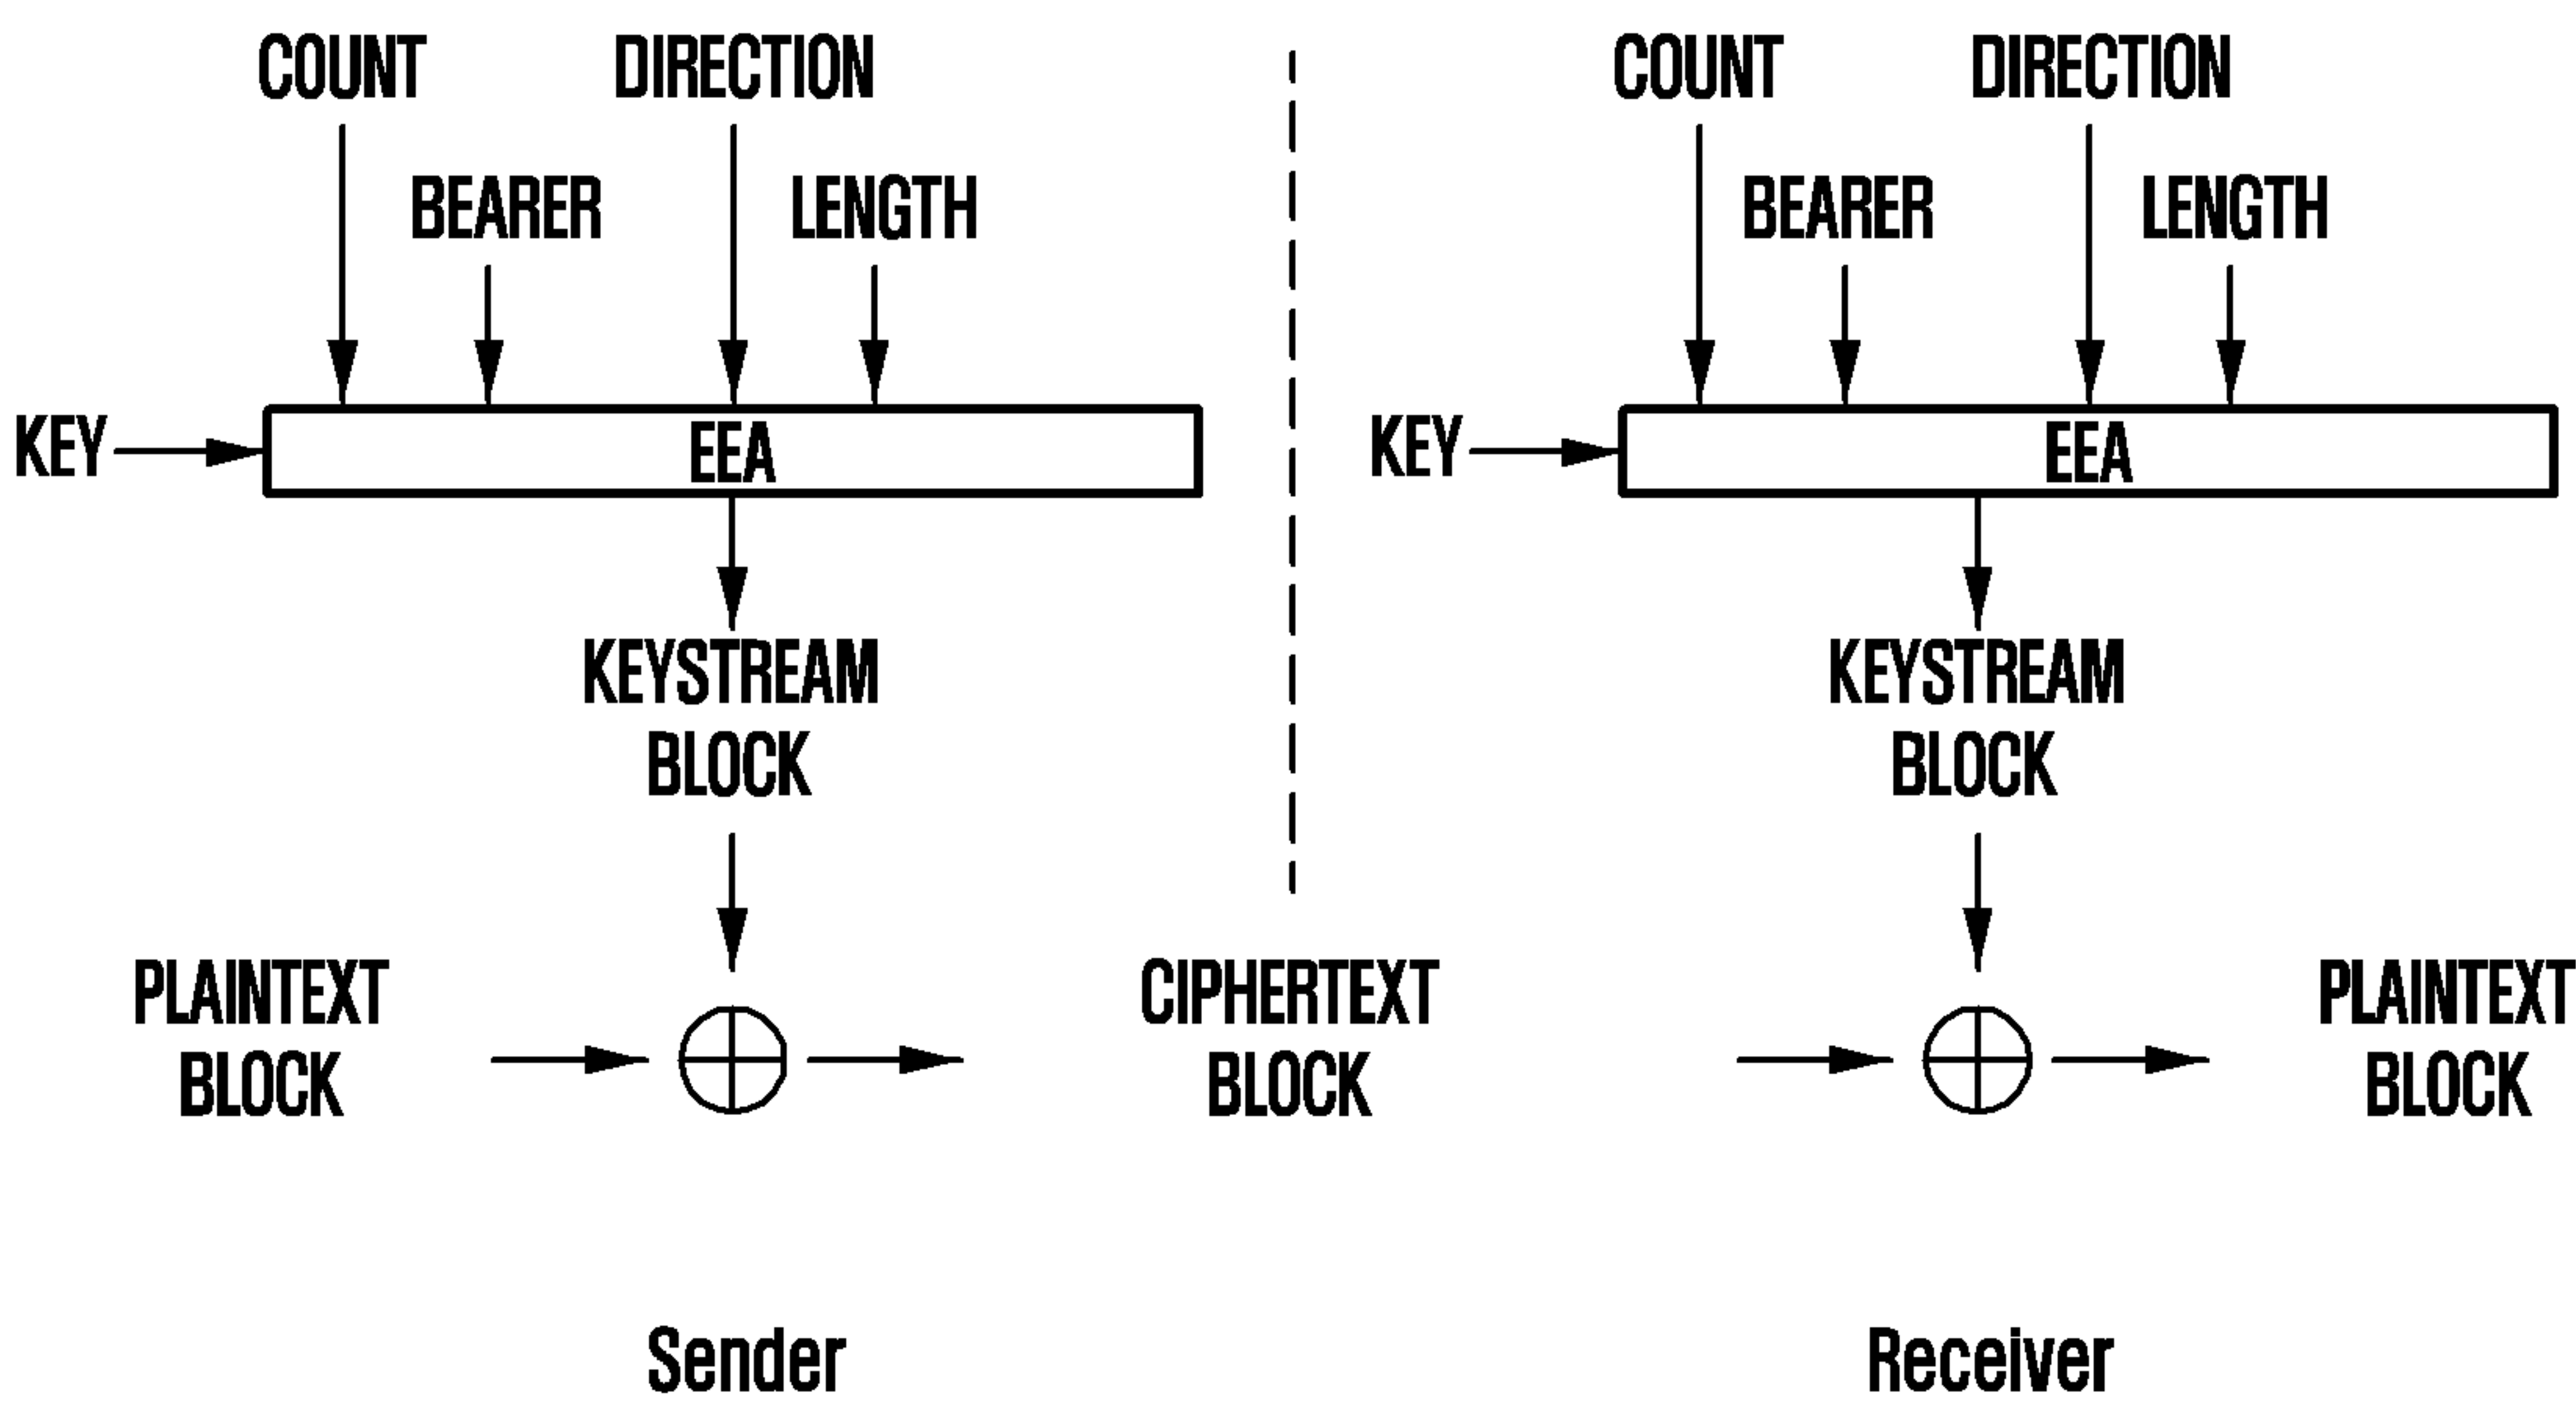 COUNT DIRECTION
BEARER LENGTH
KEY EEA
KEYSTREAM
BLOCK
PLAINTEXT
BLOCK
CIPHERTEXT
BLOCK
Sender
COUNT DIRECTION
BEARER LENGTH
KEY EEA
KEYSTREAM
BLOCK
PLAINTEXT
BLOCK
Receiver